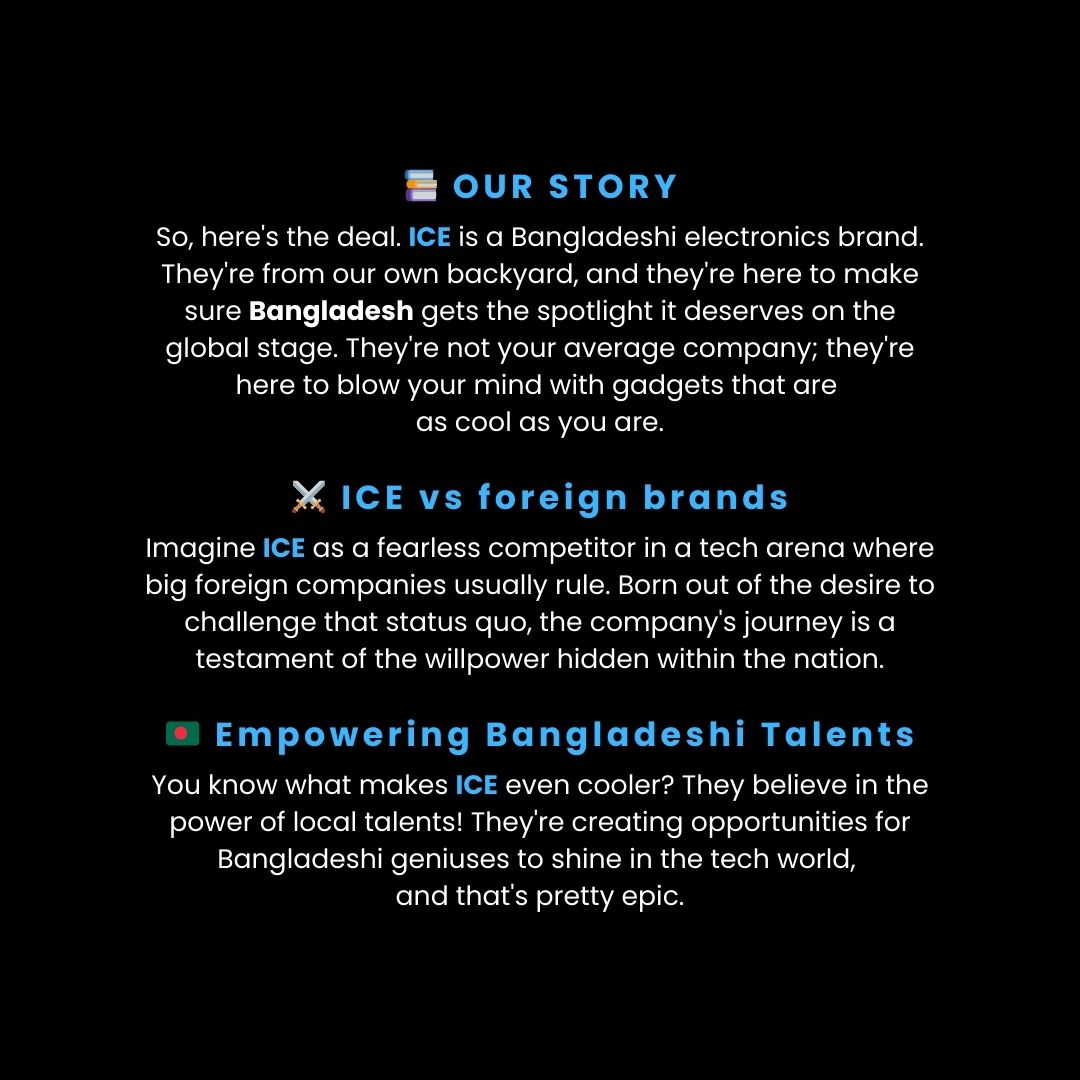 📚 OUR STORY
So, here's the deal. ICE is a Bangladeshi electronics brand.
They're from our own backyard, and they're here to make
sure Bangladesh gets the spotlight it deserves on the
global stage. They're not your average company; they're
here to blow your mind with gadgets that are
as cool as you are.
⚔️ ICE vs foreign brands
Imagine ICE as a fearless competitor in a tech arena where
big foreign companies usually rule. Born out of the desire to
challenge that status quo, the company's journey is a
testament of the willpower hidden within the nation.
🇧🇩 Empowering Bangladeshi Talents
You know what makes ICE even cooler? They believe in the
power of local talents! They're creating opportunities for
Bangladeshi geniuses to shine in the tech world,
and that's pretty epic.